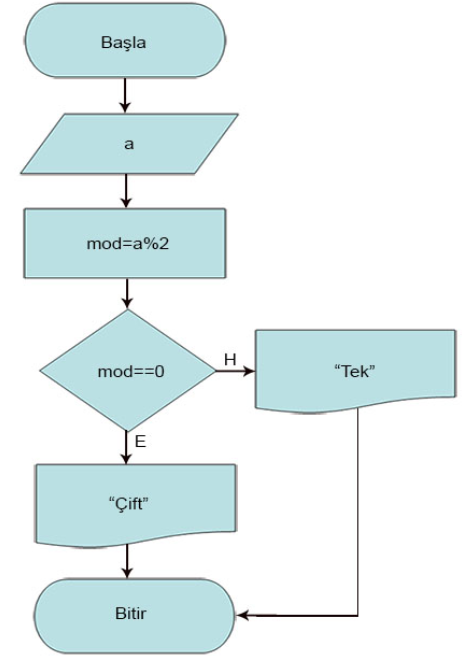 Başla
a
mod=a%2
mod==0
H
“Tek”
E
“Çift”
Bitir